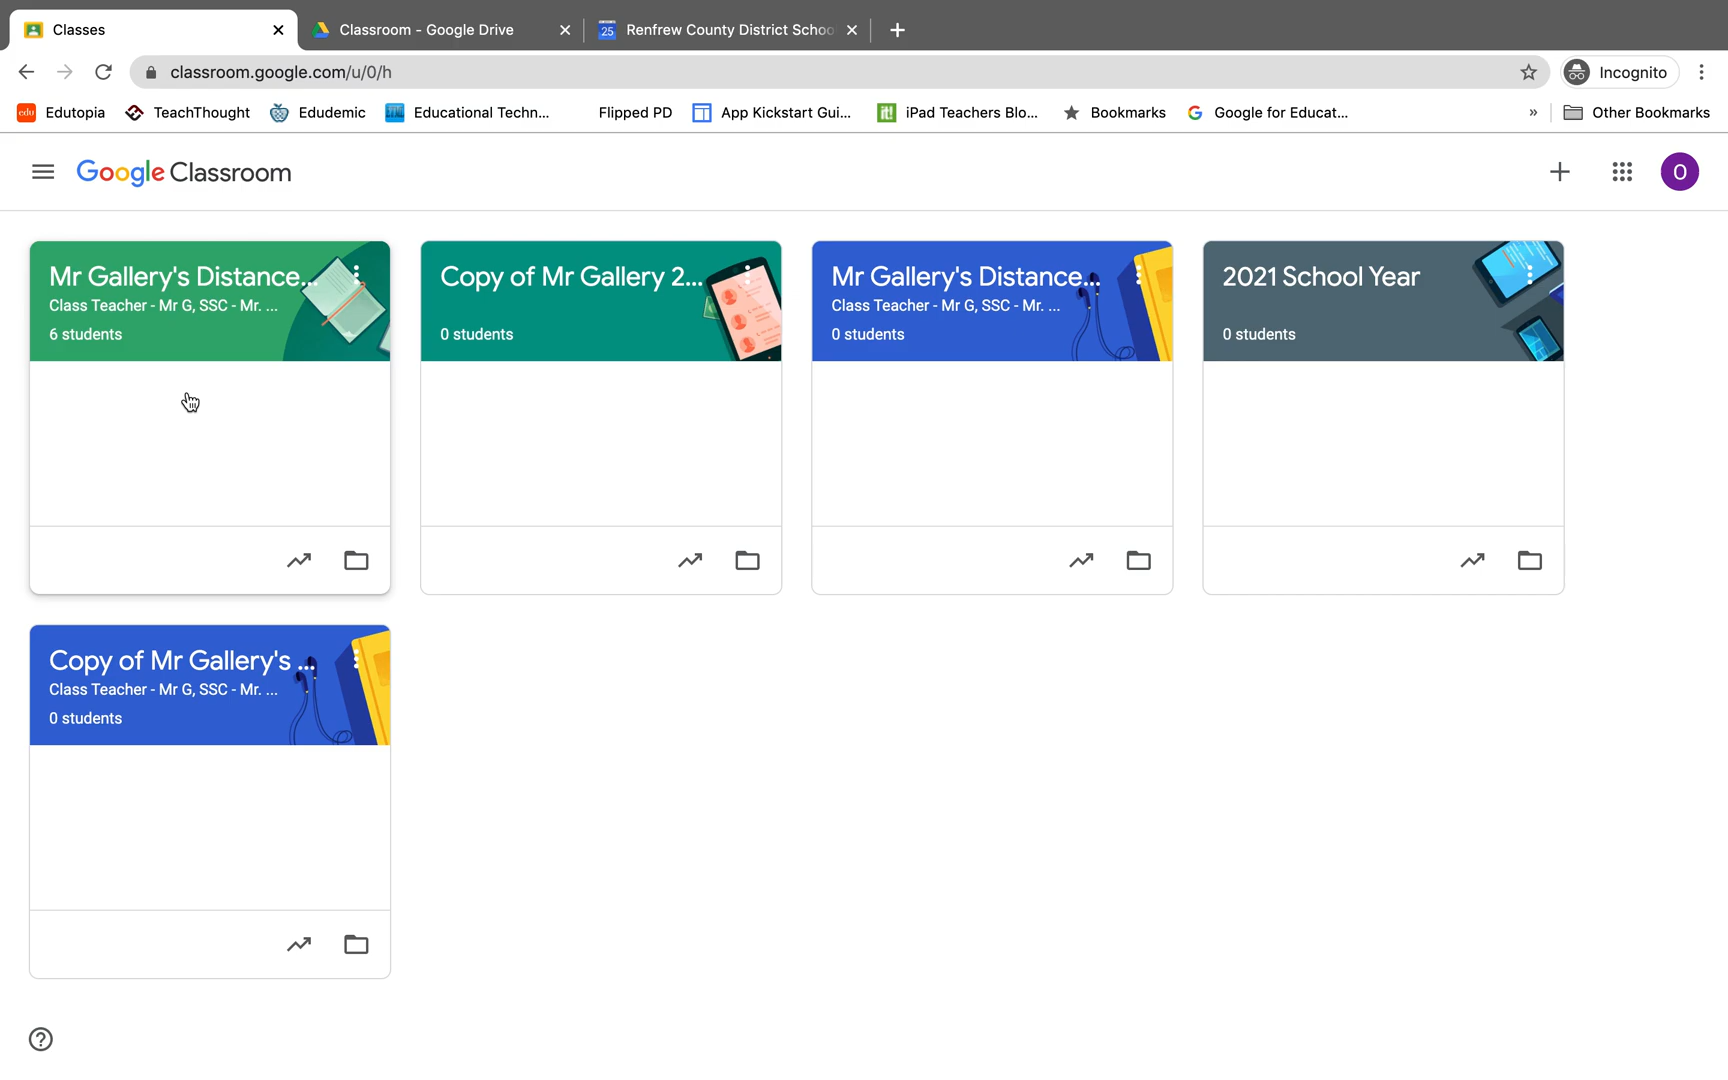 Classes
Classroom - Google Drive
25
Renfrew County District Schoo
classroom.google.com/u/0/h
Incognito
edu Edutopia
TeachThought
Edudemic
Educational Techn...
Flipped PD
App Kickstart Gui...
it! iPad Teachers Blo...
Bookmarks
Google for Educat...
»
Other Bookmarks
Google Classroom
O
Mr Gallery's Distance...
Class Teacher - Mr G, SSC - Mr. ...
6 students
Copy of Mr Gallery 2...
0 students
Mr Gallery's Distance...
Class Teacher - Mr G, SSC - Mr. ...
0 students
2021 School Year
0 students
Copy of Mr Gallery's ...
Class Teacher - Mr G, SSC - Mr. ...
0 students